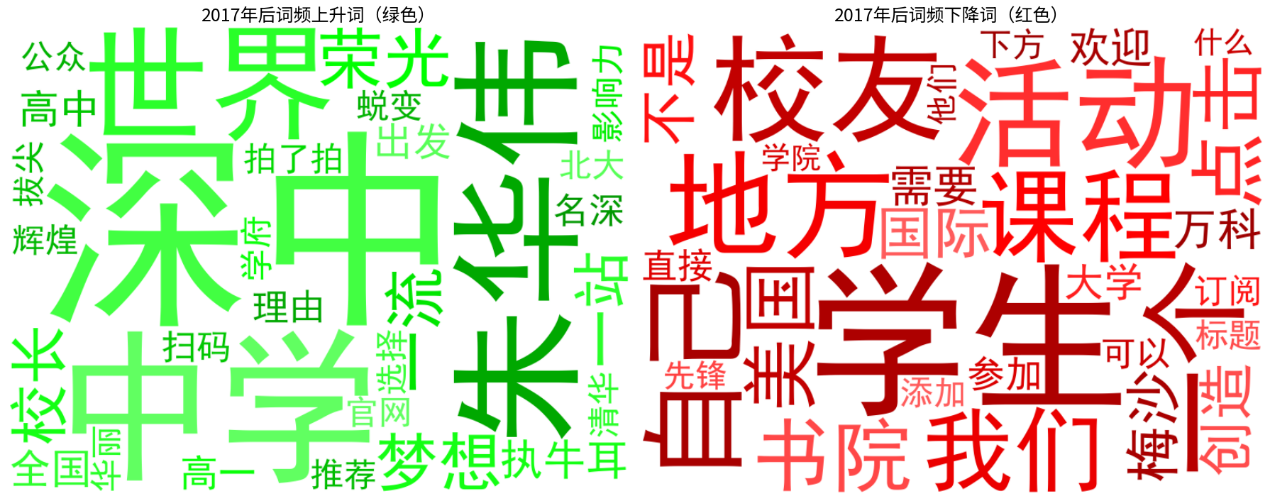 2017年后词频上升词（绿色）
公众
世界
荣光
朱华伟
影响力
高中
蜕变
出发
深中
拍了拍
北大
拔尖
名深
辉煌
学府
一流
一站
理由
校长
扫码
选择
中学
官网
清华
华丽
梦想
执牛耳
全国
高一
推荐
2017年后词频下降词（红色）
不是
校友
他们
下方
欢迎
什么
活动
点击
学院
地方
需要
国际
课程
万科
直接
自己
美国
学生
大学
一个
订阅
标题
可以
先锋
添加
参加
梅沙
创造
书院
我们